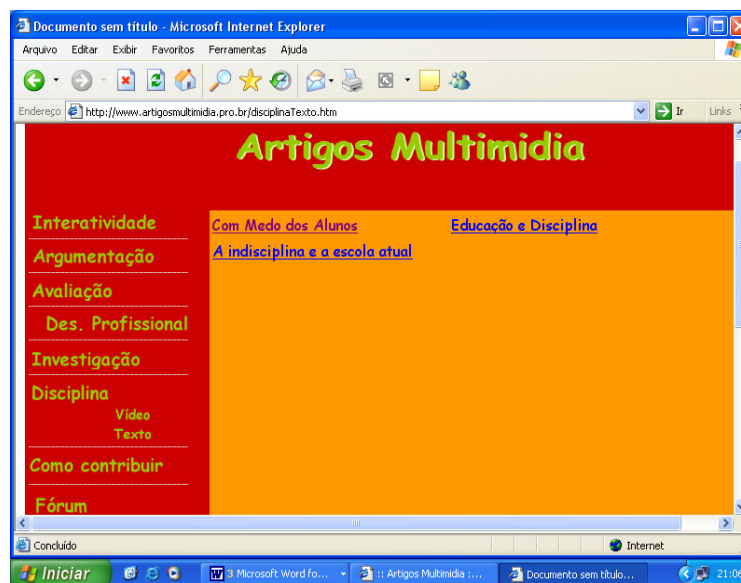 Documento sem título - Microsoft Internet Explorer
Arquivo Editar Exibir Favoritos Ferramentas Ajuda
Endereço http://www.artigosmultimidia.pro.br/disciplinaTexto.htm Ir Links
Artigos Multimidia
Interatividade
Argumentação
Avaliação
Des. Profissional
Investigação
Disciplina
Vídeo
Texto
Como contribuir
Fórum
Com Medo dos Alunos Educação e Disciplina
A indisciplina e a escola atual
Concluído Internet
Iniciar 3 Microsoft Word fo... :: Artigos Multimidia :... Documento sem título... 21:06